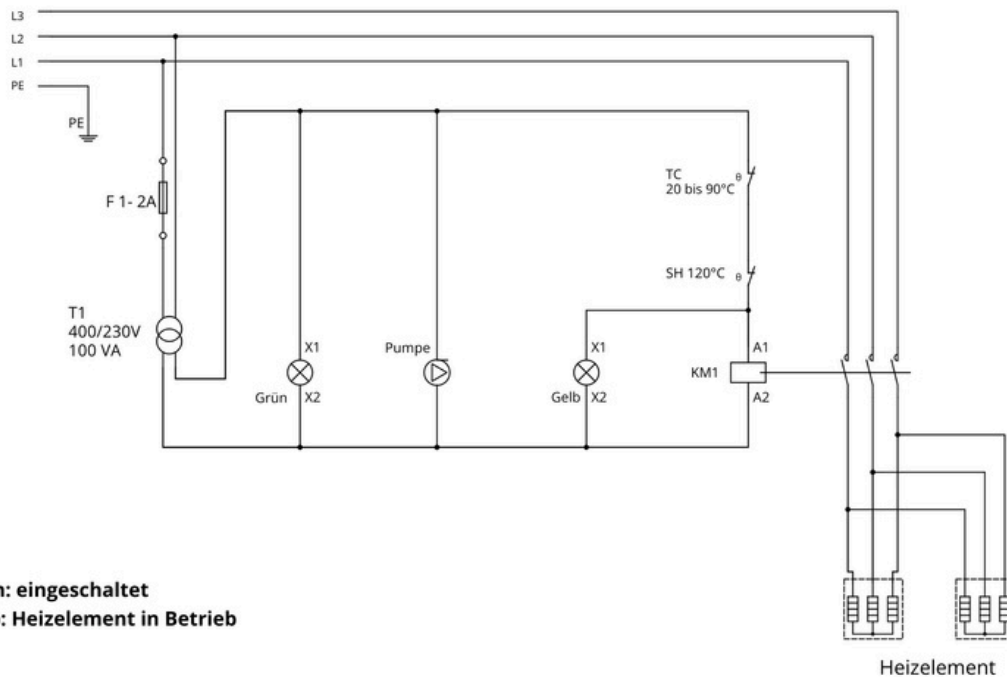 L3
L2
L1
PE
PE
F 1- 2A
TC θ
20 bis 90°C
SH 120°C θ
T1
400/230V
100 VA
X1
Grün X2
Pumpe
X1
Gelb X2
A1
KM1
A2
eingeschaltet
Heizelement in Betrieb
Heizelement